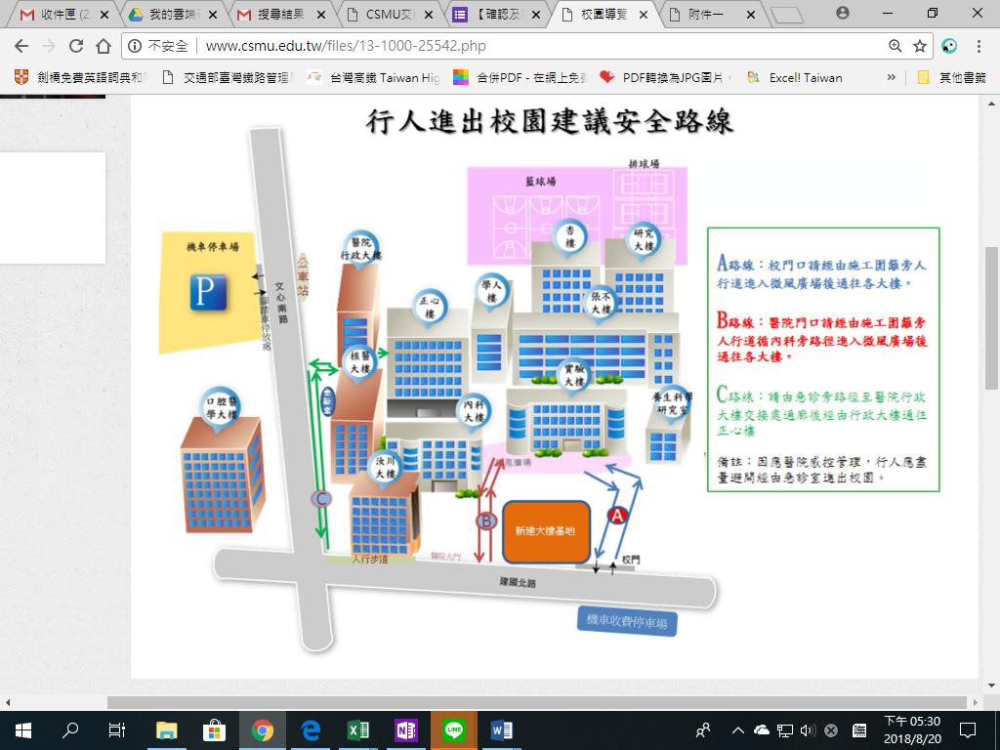 收件匣 (2
我的雲端硬
搜尋結果
CSMU交
【確認及
校園導覽
附件一
不安全
www.csmu.edu.tw/files/13-1000-25542.php
劍橋免費英語詞典和
交通部臺灣鐵路管理
台灣高鐵 Taiwan Hig
合併PDF - 在網上免費
PDF轉換為JPG圖片
Excel! Taiwan
»
其他書籤
行人進出校園建議安全路線
排球場
籃球場
機車停車場
P
公車站
文心南路
腳踏車停放處
醫院
行政大樓
正心
樓
學人
樓
杏
樓
研究
大樓
張不
大樓
核醫
大樓
實驗
大樓
內科
大樓
養生科學
研究室
口腔醫
學大樓
急診室
汝川
大樓
微風廣場
A
B
C
新建大樓基地
人行步道
醫院大門
校門
建國北路
機車收費停車場
A路線：校門口請經由施工圍籬旁人
行道進入微風廣場後通往各大樓。
B路線：醫院門口請經由施工圍籬旁
人行道循內科旁路徑進入微風廣場後
通往各大樓。
C路線：請由急診旁路徑至醫院行政
大樓交接處通廊後經由行政大樓通往
正心樓
備註：因應醫院感控管理，行人應盡
量避開經由急診室進出校園。
下午 05:30
2018/8/20